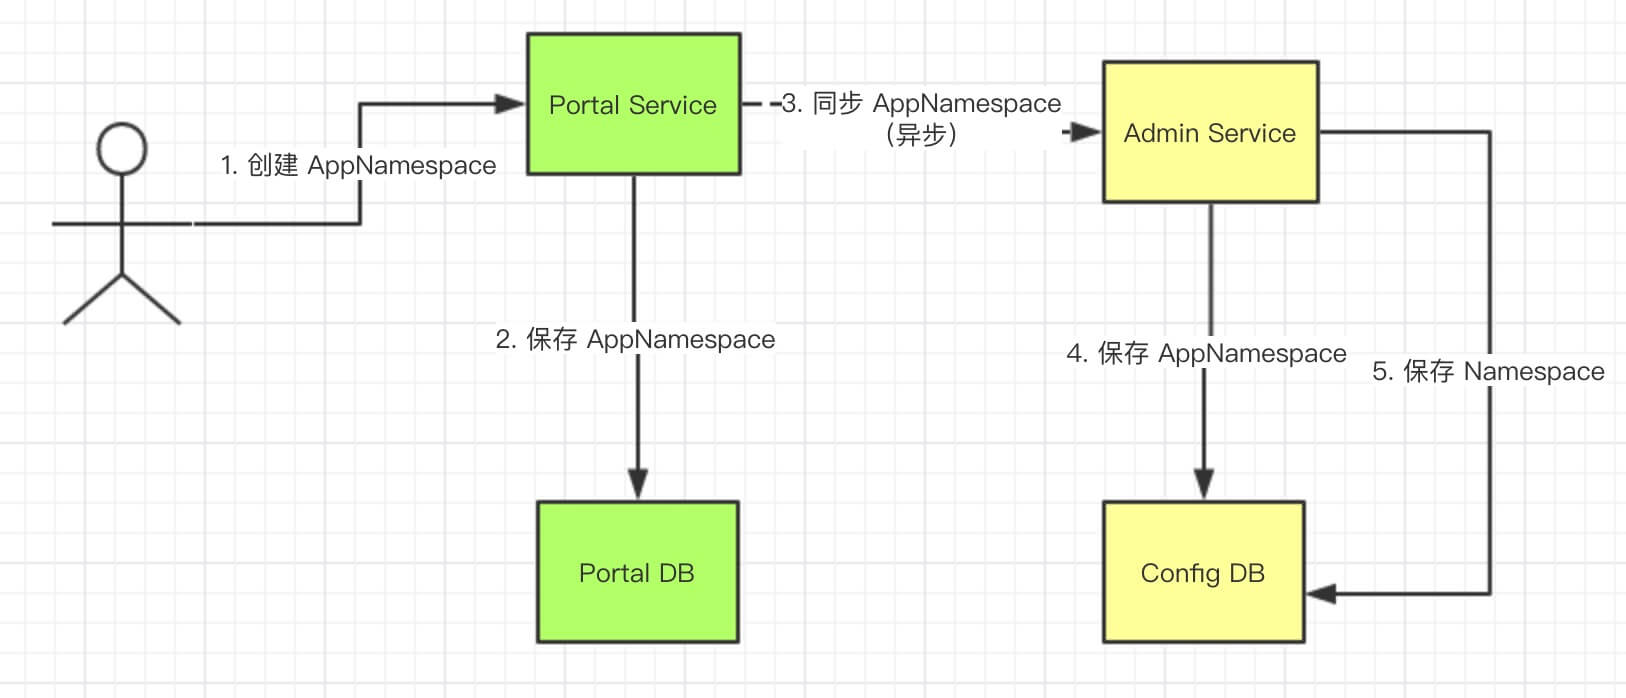 Portal Service
3. 同步 AppNamespace
（异步）
Admin Service
1. 创建 AppNamespace
2. 保存 AppNamespace
4. 保存 AppNamespace
5. 保存 Namespace
Portal DB
Config DB